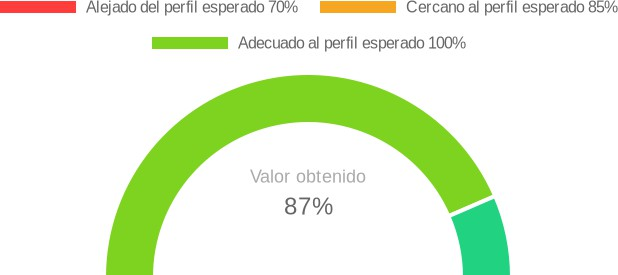 Alejado del perfil esperado 70% Cercano al perfil esperado 85%
Adecuado al perfil esperado 100%
Valor obtenido
87%